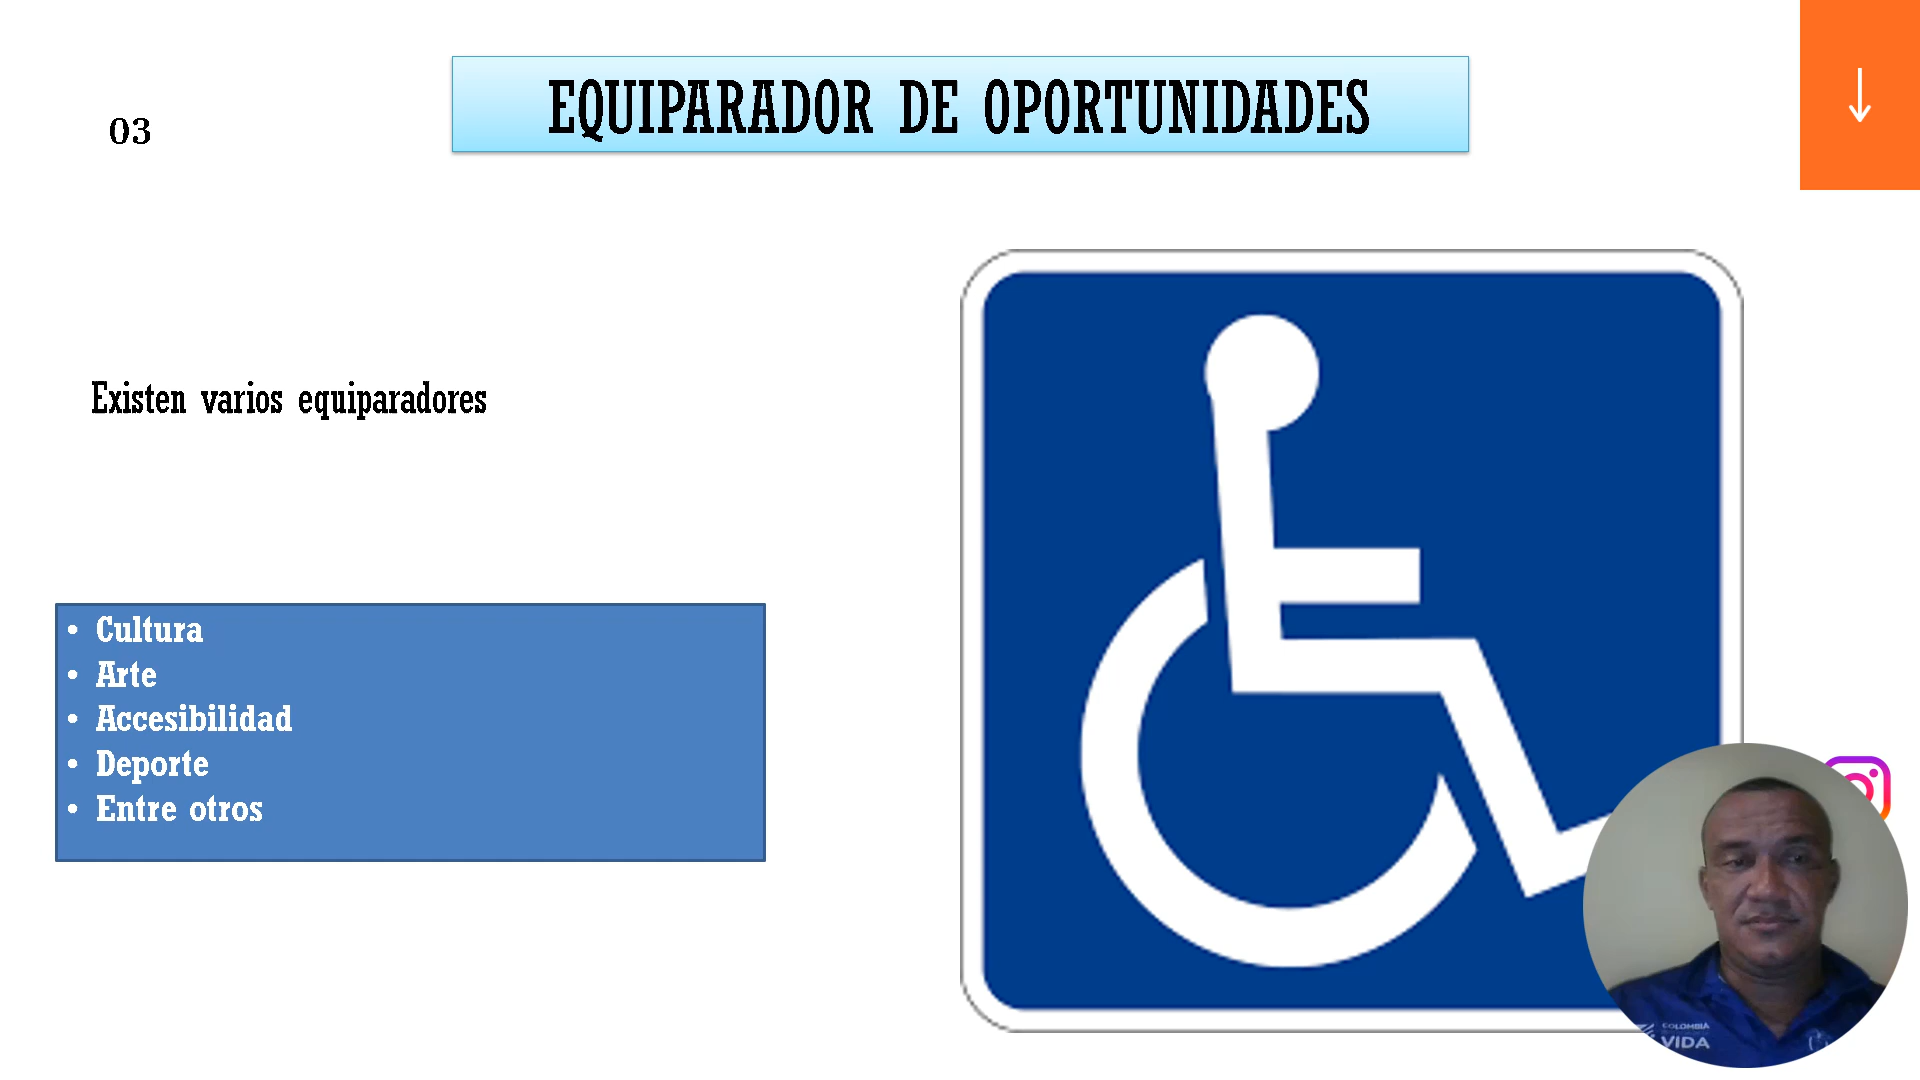 03
EQUIPARADOR DE OPORTUNIDADES
Existen varios equiparadores
• Cultura
• Arte
• Accesibilidad
• Deporte
• Entre otros
COLOMBIA
VIDA